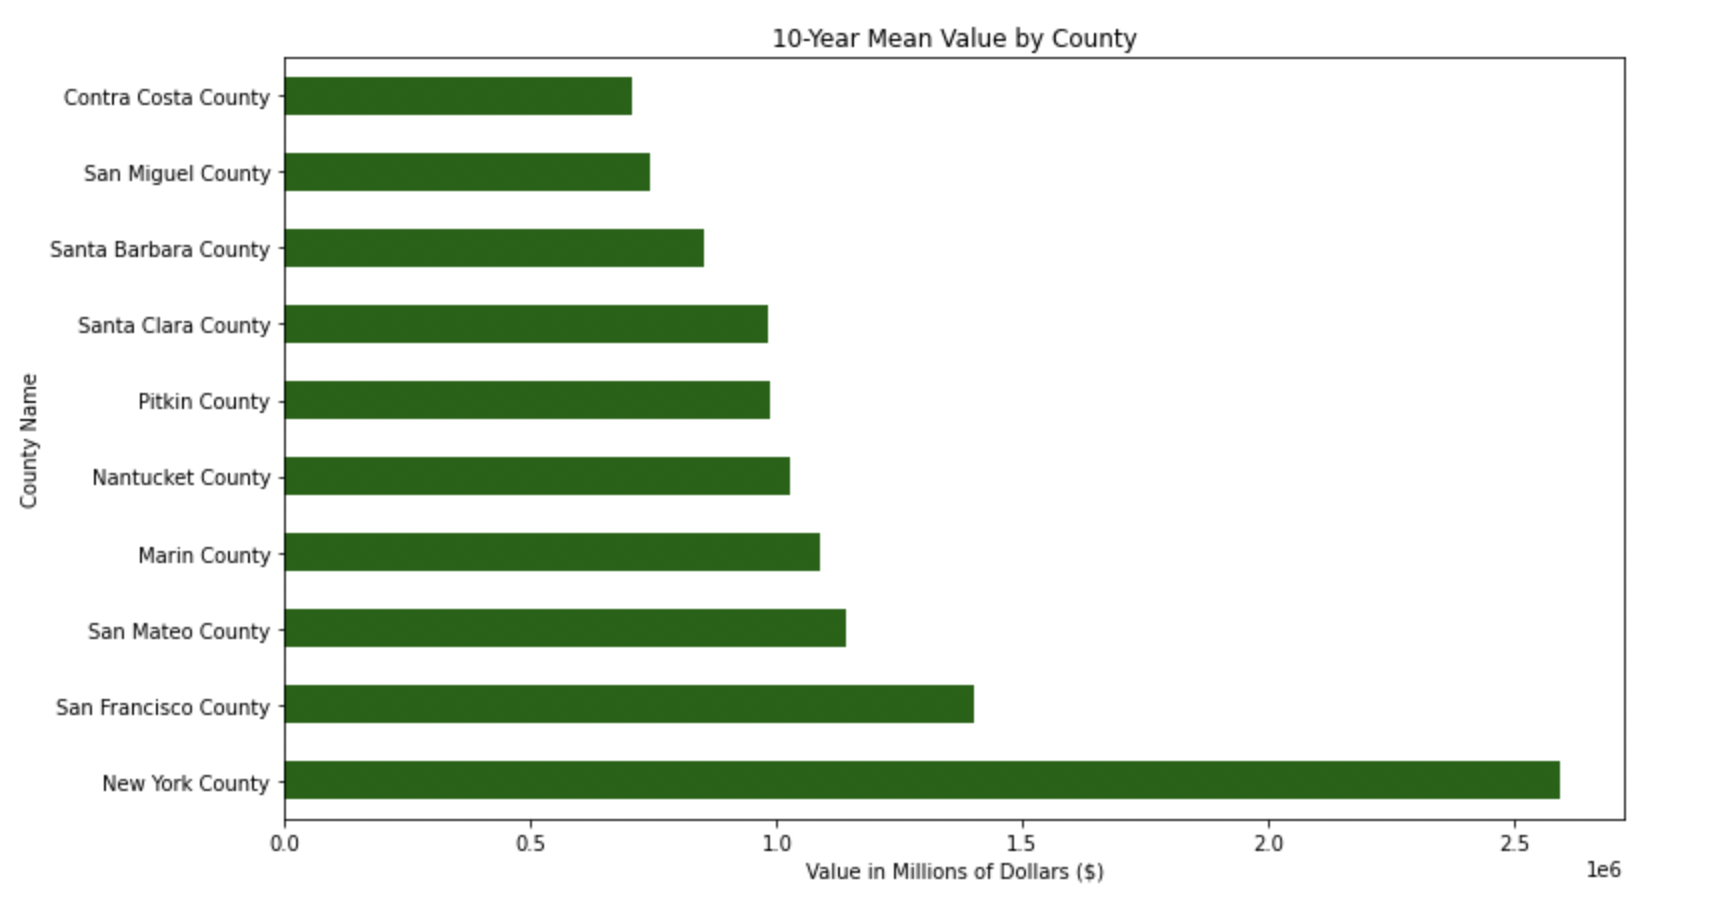 10-Year Mean Value by County
Contra Costa County
San Miguel County
Santa Barbara County
Santa Clara County
Pitkin County
Nantucket County
Marin County
San Mateo County
San Francisco County
New York County
County Name
0.0 0.5 1.0 1.5 2.0 2.5
Value in Millions of Dollars ($)
1e6